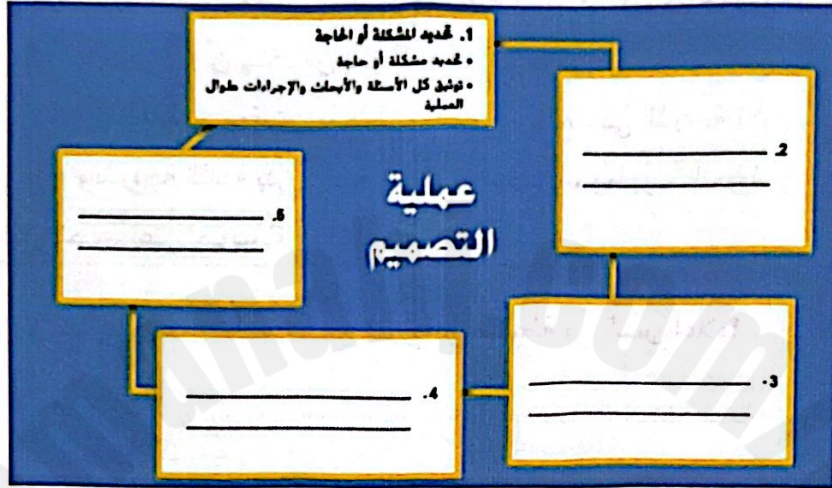 1. تحديد المشكلة أو الحاجة
• تحديد مشكلة أو حاجة
• توثيق كل الأسئلة والأبحاث والإجراءات طوال
العملية
2.
عملية
التصميم
5.
3.
4.